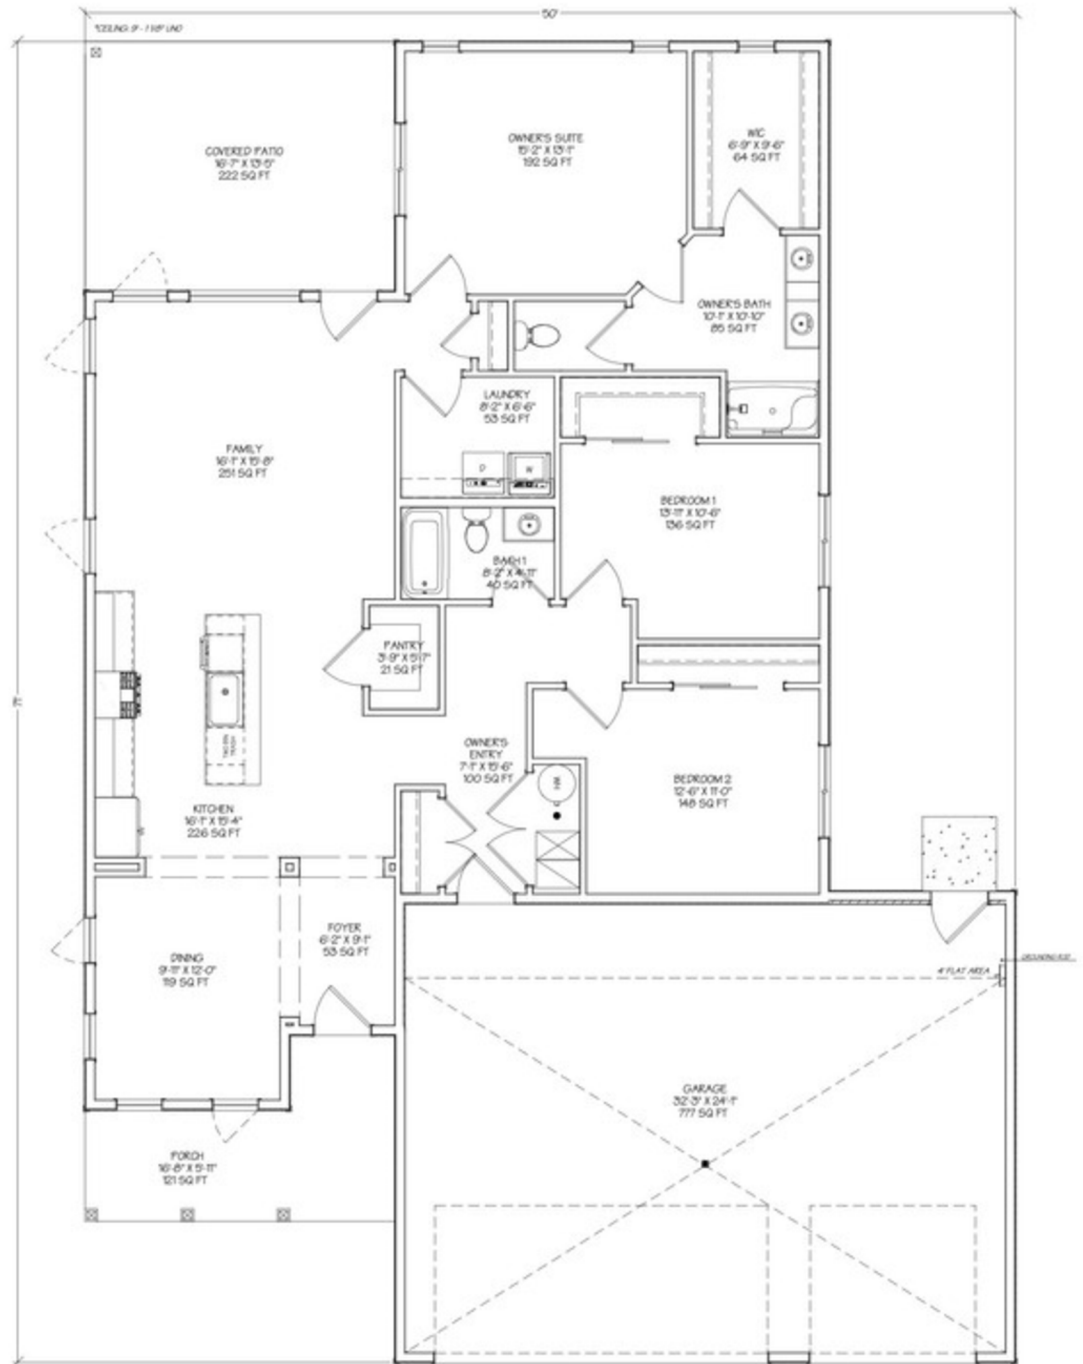 50'
*CEILING: 9' - 1 1/8" UNO
COVERED PATIO
16'-7" X 13'-5"
222 SQ FT
OWNER'S SUITE
15'-2" X 13'-1"
192 SQ FT
WIC
6'-9" X 9'-6"
64 SQ FT
OWNER'S BATH
10'-1" X 10'-10"
85 SQ FT
LAUNDRY
8'-2" X 6'-6"
53 SQ FT
D
W
FAMILY
16'-1" X 15'-8"
251 SQ FT
BEDROOM 1
13'-11" X 10'-6"
136 SQ FT
BATH 1
8'-2" X 4'-11"
40 SQ FT
PANTRY
3'-9" X 5'-7"
21 SQ FT
71'
TRASH
OWNER'S
ENTRY
7'-1" X 15'-6"
100 SQ FT
HW
BEDROOM 2
12'-6" X 11'-0"
148 SQ FT
KITCHEN
16'-1" X 15'-4"
226 SQ FT
FOYER
6'-2" X 9'-1"
53 SQ FT
DINING
9'-11" X 12'-0"
119 SQ FT
GROUNDING ROD
4' FLAT AREA
GARAGE
32'-3" X 24'-1"
777 SQ FT
PORCH
16'-8" X 5'-11"
121 SQ FT